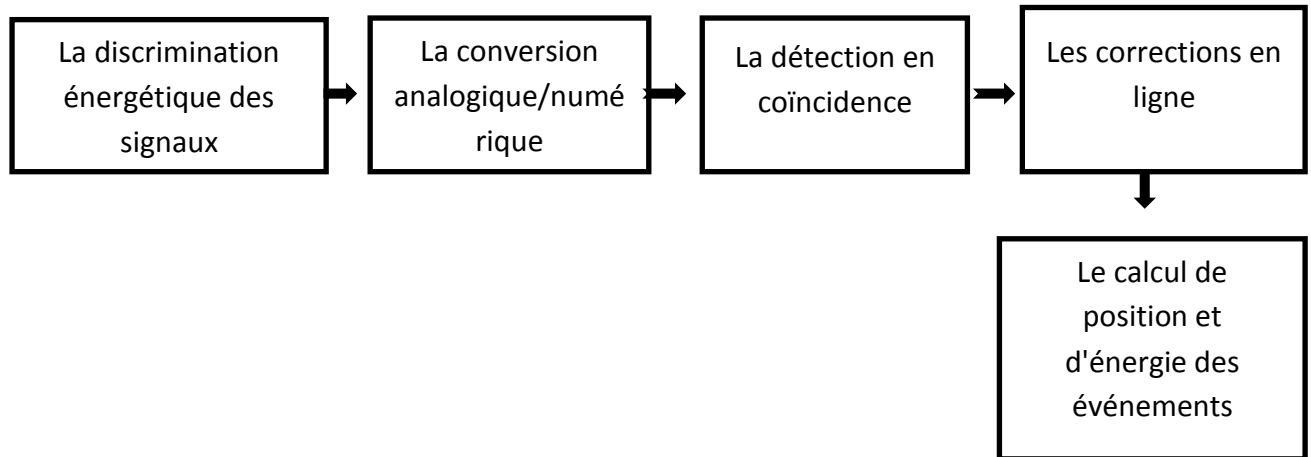 La discrimination
énergétique des
signaux
La conversion
analogique/numé
rique
La détection en
coïncidence
Les corrections en
ligne
Le calcul de
position et
d'énergie des
événements